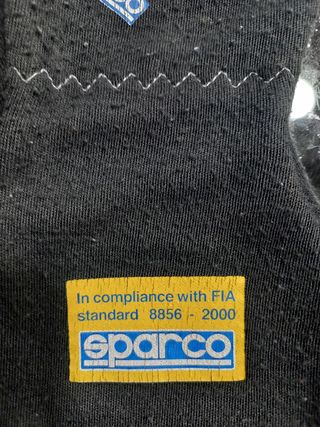 In compliance with FIA
standard 8856 - 2000
sparco